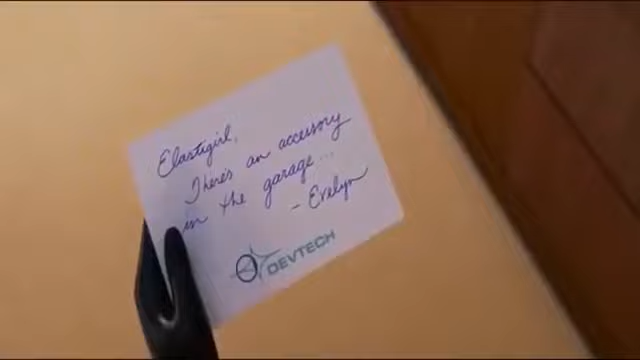 Elastigirl,
There's an accessory
in the garage...
- Evelyn
DEVTECH